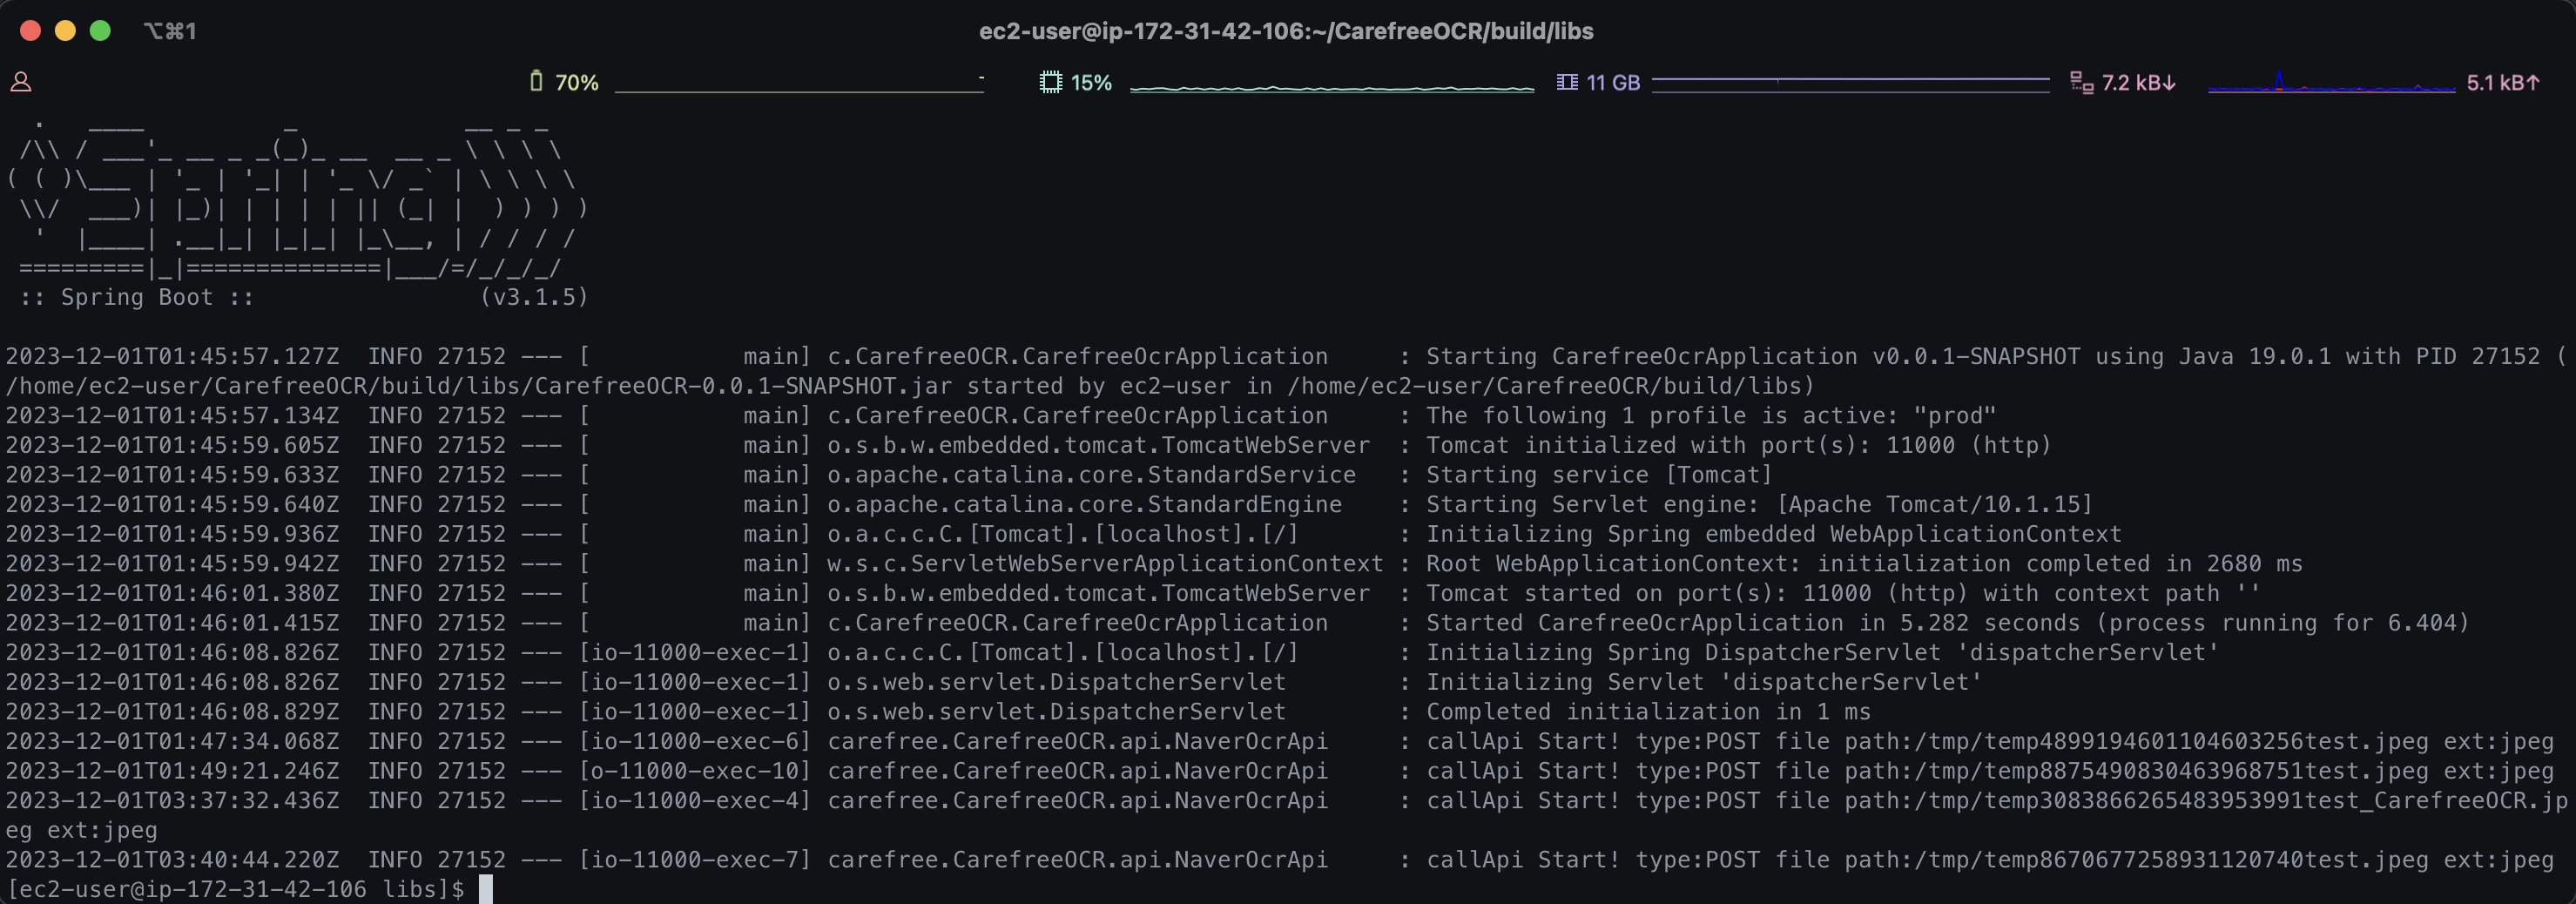 ⌥⌘1 ec2-user@ip-172-31-42-106:~/CarefreeOCR/build/libs
70% 15% 11 GB 7.2 kB↓ 5.1 kB↑
  .   ____          _            __ _ _
 /\\ / ___'_ __ _ _(_)_ __  __ _ \ \ \ \
( ( )\___ | '_ | '_| | '_ \/ _` | \ \ \ \
 \\/  ___)| |_)| | | | | || (_| |  ) ) ) )
  '  |____| .__|_| |_|_| |_\__, | / / / /
 =========|_|==============|___/=/_/_/_/
 :: Spring Boot ::                (v3.1.5)
2023-12-01T01:45:57.127Z  INFO 27152 --- [           main] c.CarefreeOCR.CarefreeOcrApplication     : Starting CarefreeOcrApplication v0.0.1-SNAPSHOT using Java 19.0.1 with PID 27152 (
/home/ec2-user/CarefreeOCR/build/libs/CarefreeOCR-0.0.1-SNAPSHOT.jar started by ec2-user in /home/ec2-user/CarefreeOCR/build/libs)
2023-12-01T01:45:57.134Z  INFO 27152 --- [           main] c.CarefreeOCR.CarefreeOcrApplication     : The following 1 profile is active: "prod"
2023-12-01T01:45:59.605Z  INFO 27152 --- [           main] o.s.b.w.embedded.tomcat.TomcatWebServer  : Tomcat initialized with port(s): 11000 (http)
2023-12-01T01:45:59.633Z  INFO 27152 --- [           main] o.apache.catalina.core.StandardService   : Starting service [Tomcat]
2023-12-01T01:45:59.640Z  INFO 27152 --- [           main] o.apache.catalina.core.StandardEngine    : Starting Servlet engine: [Apache Tomcat/10.1.15]
2023-12-01T01:45:59.936Z  INFO 27152 --- [           main] o.a.c.c.C.[Tomcat].[localhost].[/]       : Initializing Spring embedded WebApplicationContext
2023-12-01T01:45:59.942Z  INFO 27152 --- [           main] w.s.c.ServletWebServerApplicationContext : Root WebApplicationContext: initialization completed in 2680 ms
2023-12-01T01:46:01.380Z  INFO 27152 --- [           main] o.s.b.w.embedded.tomcat.TomcatWebServer  : Tomcat started on port(s): 11000 (http) with context path ''
2023-12-01T01:46:01.415Z  INFO 27152 --- [           main] c.CarefreeOCR.CarefreeOcrApplication     : Started CarefreeOcrApplication in 5.282 seconds (process running for 6.404)
2023-12-01T01:46:08.826Z  INFO 27152 --- [io-11000-exec-1] o.a.c.c.C.[Tomcat].[localhost].[/]       : Initializing Spring DispatcherServlet 'dispatcherServlet'
2023-12-01T01:46:08.826Z  INFO 27152 --- [io-11000-exec-1] o.s.web.servlet.DispatcherServlet        : Initializing Servlet 'dispatcherServlet'
2023-12-01T01:46:08.829Z  INFO 27152 --- [io-11000-exec-1] o.s.web.servlet.DispatcherServlet        : Completed initialization in 1 ms
2023-12-01T01:47:34.068Z  INFO 27152 --- [io-11000-exec-6] carefree.CarefreeOCR.api.NaverOcrApi     : callApi Start! type:POST file path:/tmp/temp4899194601104603256test.jpeg ext:jpeg
2023-12-01T01:49:21.246Z  INFO 27152 --- [o-11000-exec-10] carefree.CarefreeOCR.api.NaverOcrApi     : callApi Start! type:POST file path:/tmp/temp8875490830463968751test.jpeg ext:jpeg
2023-12-01T03:37:32.436Z  INFO 27152 --- [io-11000-exec-4] carefree.CarefreeOCR.api.NaverOcrApi     : callApi Start! type:POST file path:/tmp/temp3083866265483953991test_CarefreeOCR.jp
eg ext:jpeg
2023-12-01T03:40:44.220Z  INFO 27152 --- [io-11000-exec-7] carefree.CarefreeOCR.api.NaverOcrApi     : callApi Start! type:POST file path:/tmp/temp8670677258931120740test.jpeg ext:jpeg
[ec2-user@ip-172-31-42-106 libs]$